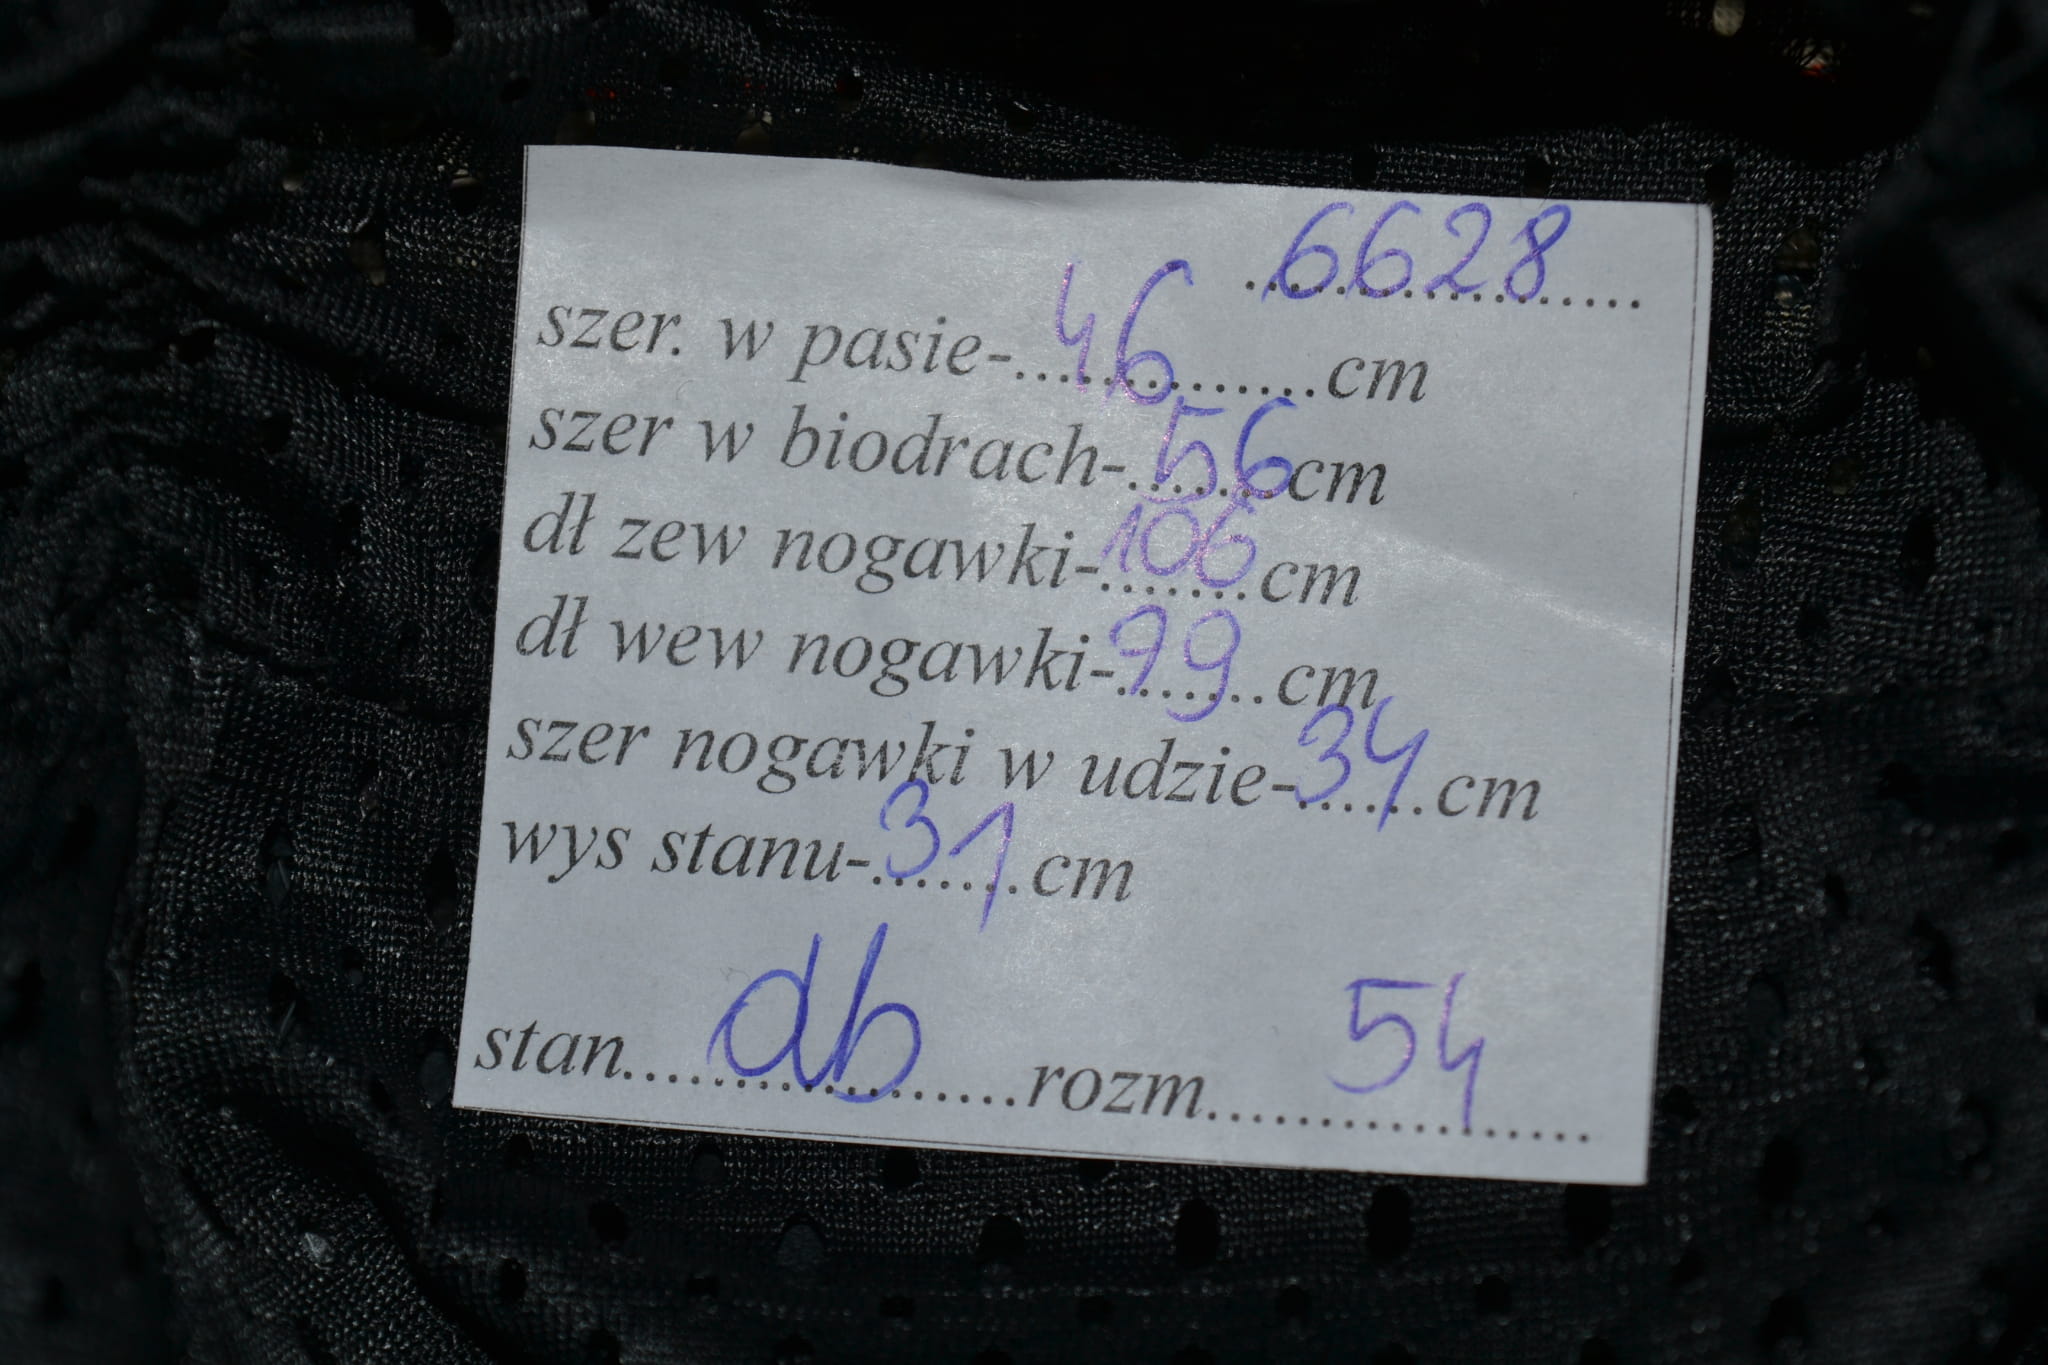 6628
szer. w pasie-46cm
szer w biodrach-56cm
dł zew nogawki-106cm
dł wew nogawki-79cm
szer nogawki w udzie-34cm
wys stanu-31cm
stan db rozm 54